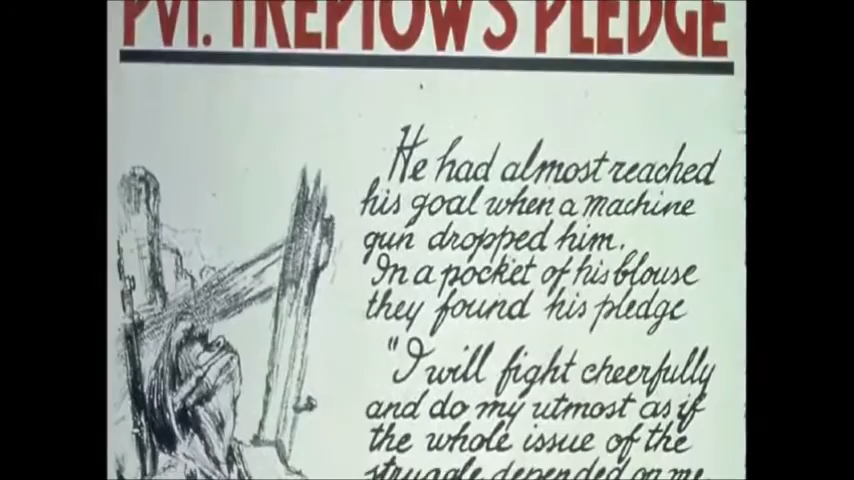 PVT. TREPTOW'S PLEDGE
He had almost reached
his goal when a machine
gun dropped him.
In a pocket of his blouse
they found his pledge
"I will fight cheerfully
and do my utmost as if
the whole issue of the
struggle depended on me